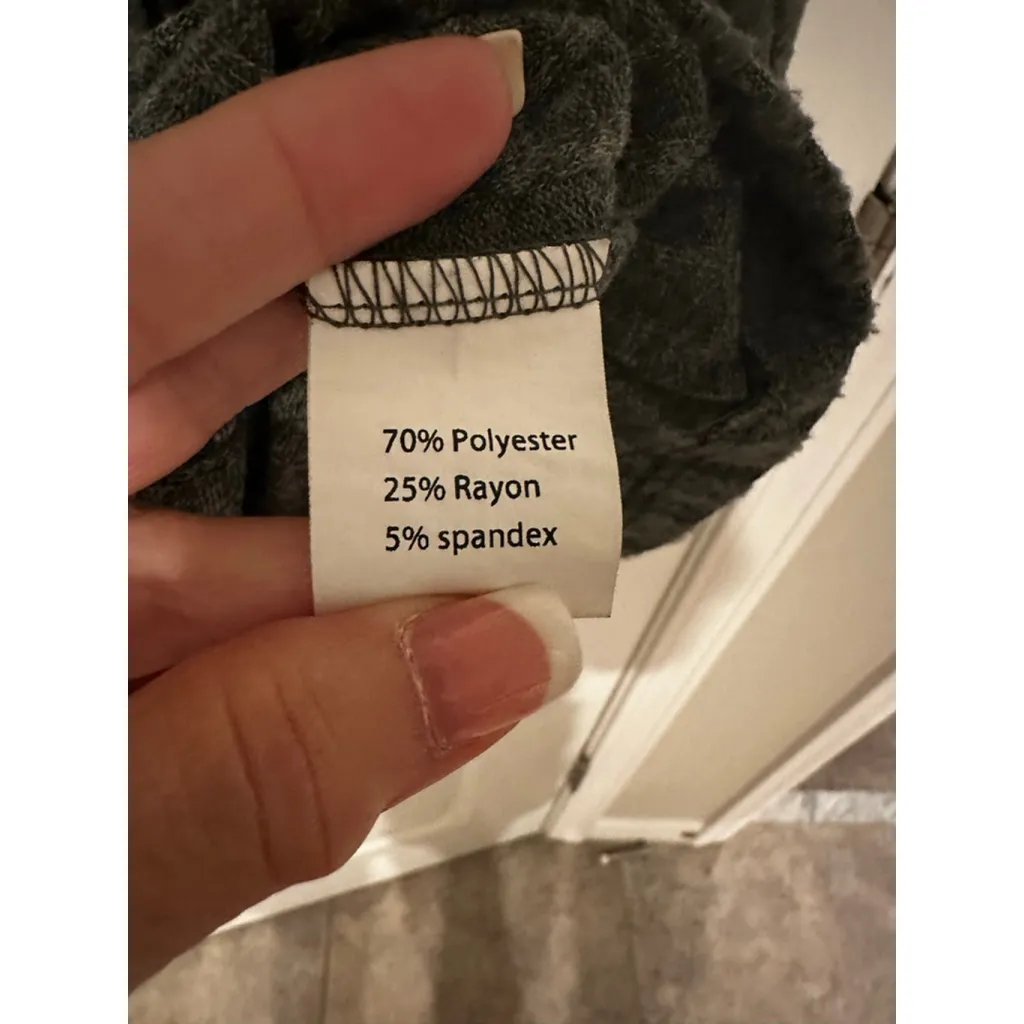 70% Polyester
25% Rayon
5% spandex